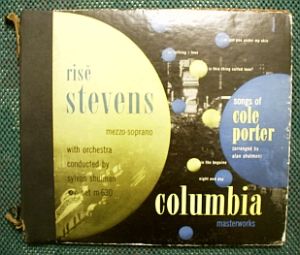 risë
stevens
mezzo-soprano
with orchestra
conducted by
sylvan shulman
set m-630
i've got you under my skin
is this thing called love?
songs of
cole
porter
(arranged by
alan shulman)
the beguine
night and day
columbia
masterworks